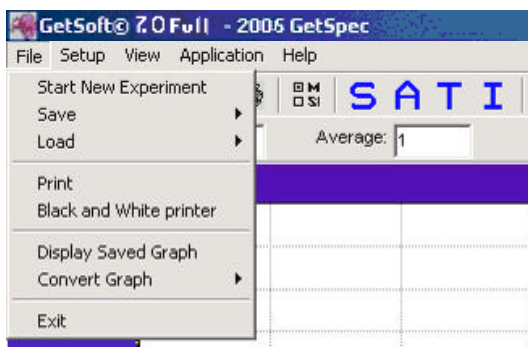 GetSoft© 7.0 Full - 2006 GetSpec
File Setup View Application Help
S A T I
Average: 1
Start New Experiment
Save
Load
Print
Black and White printer
Display Saved Graph
Convert Graph
Exit